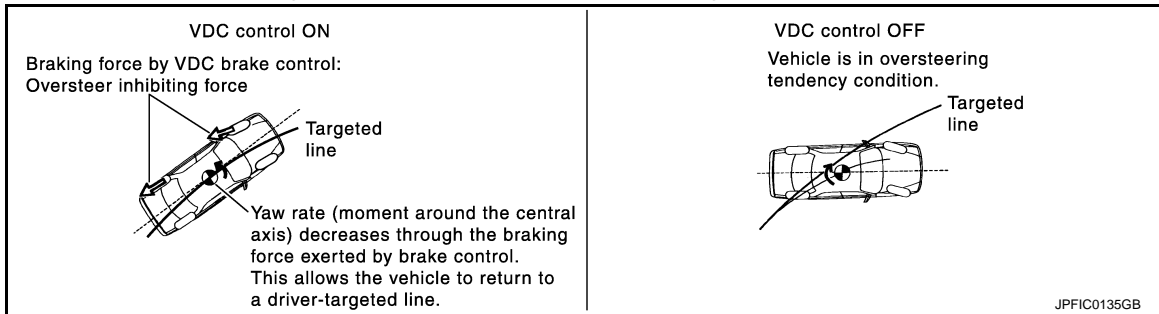 VDC control ON
Braking force by VDC brake control:
Oversteer inhibiting force
Targeted
line
Yaw rate (moment around the central
axis) decreases through the braking
force exerted by brake control.
This allows the vehicle to return to
a driver-targeted line.
VDC control OFF
Vehicle is in oversteering
tendency condition.
Targeted
line
JPFIC0135GB